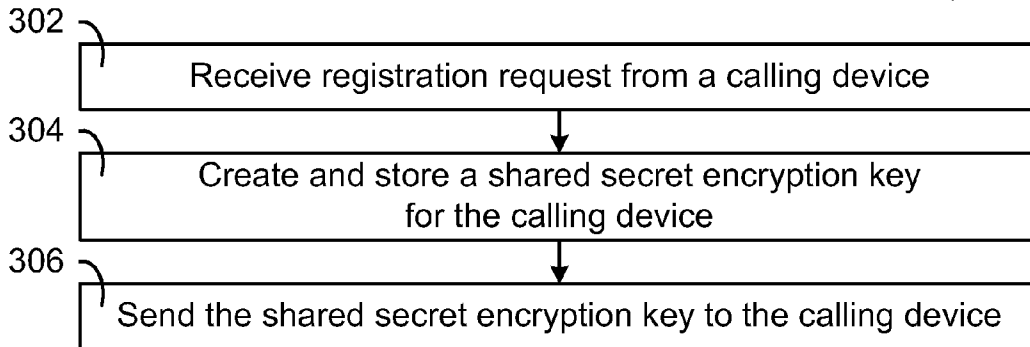 302
Receive registration request from a calling device
304
Create and store a shared secret encryption key
for the calling device
306
Send the shared secret encryption key to the calling device